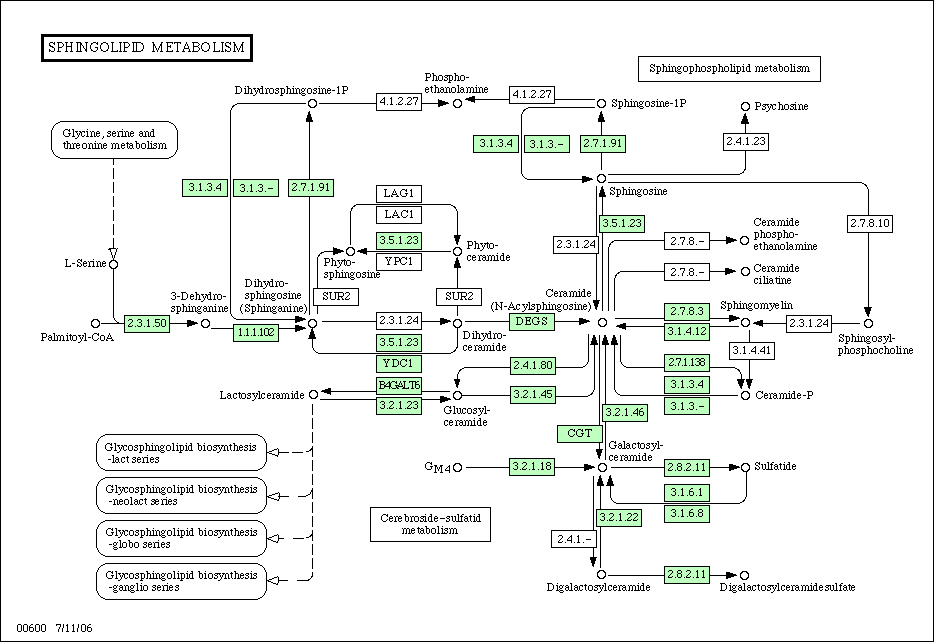 SPHINGOLIPID METABOLISM
Sphingophospholipid metabolism
Phospho-
ethanolamine
Dihydrosphingosine-1P
4.1.2.27
4.1.2.27
Sphingosine-1P
Psychosine
Glycine, serine and
threonine metabolism
3.1.3.4
3.1.3.-
2.7.1.91
2.4.1.23
3.1.3.4
3.1.3.-
2.7.1.91
Sphingosine
LAG1
LAC1
3.5.1.23
YPC1
Phyto-
sphingosine
Phyto-
ceramide
3.5.1.23
2.3.1.24
2.7.8.-
Ceramide
phospho-
ethanolamine
2.7.8.10
L-Serine
2.7.8.-
Ceramide
ciliatine
3-Dehydro-
sphinganine
Dihydro-
sphingosine
(Sphinganine)
SUR2
SUR2
Ceramide
(N-Acylsphingosine)
Sphingomyelin
2.3.1.50
1.1.1.102
2.3.1.24
DEGS
2.7.8.3
3.1.4.12
2.3.1.24
Palmitoyl-CoA
Dihydro-
ceramide
Sphingosyl-
phosphocholine
3.5.1.23
YDC1
3.1.4.41
2.4.1.80
2.7.1.138
3.1.3.4
3.1.3.-
B4GALT6
3.2.1.23
Lactosylceramide
3.2.1.45
Ceramide-P
Glucosyl-
ceramide
3.2.1.46
CGT
Galactosyl-
ceramide
Glycosphingolipid biosynthesis
-lact series
GM4
3.2.1.18
2.8.2.11
Sulfatide
Glycosphingolipid biosynthesis
-neolact series
3.1.6.1
3.1.6.8
Cerebroside-sulfatid
metabolism
3.2.1.22
Glycosphingolipid biosynthesis
-globo series
2.4.1.-
Glycosphingolipid biosynthesis
-ganglio series
2.8.2.11
Digalactosylceramide
Digalactosylceramidesulfate
00600 7/11/06